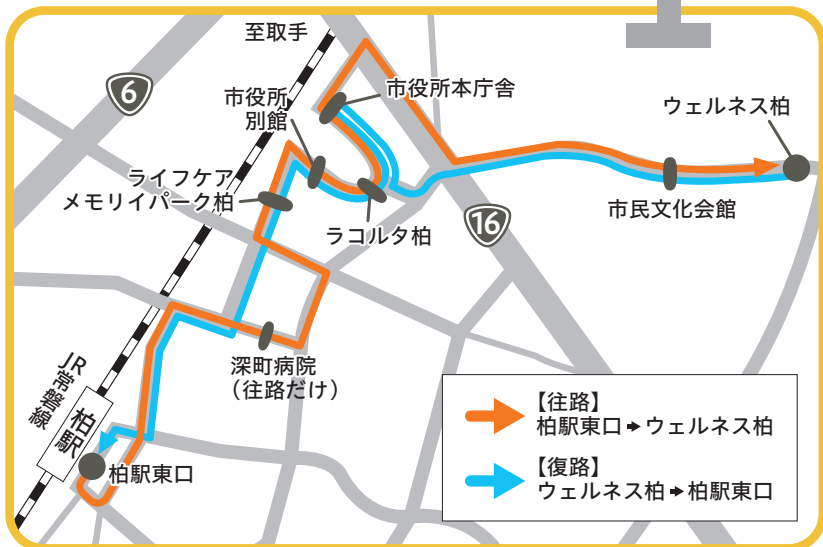 至取手
6
市役所
別館
市役所本庁舎
ウェルネス柏
ライフケア
メモリイパーク柏
ラコルタ柏
16
市民文化会館
深町病院
(往路だけ)
JR常磐線
柏駅
柏駅東口
【往路】
柏駅東口➡ウェルネス柏
【復路】
ウェルネス柏➡柏駅東口